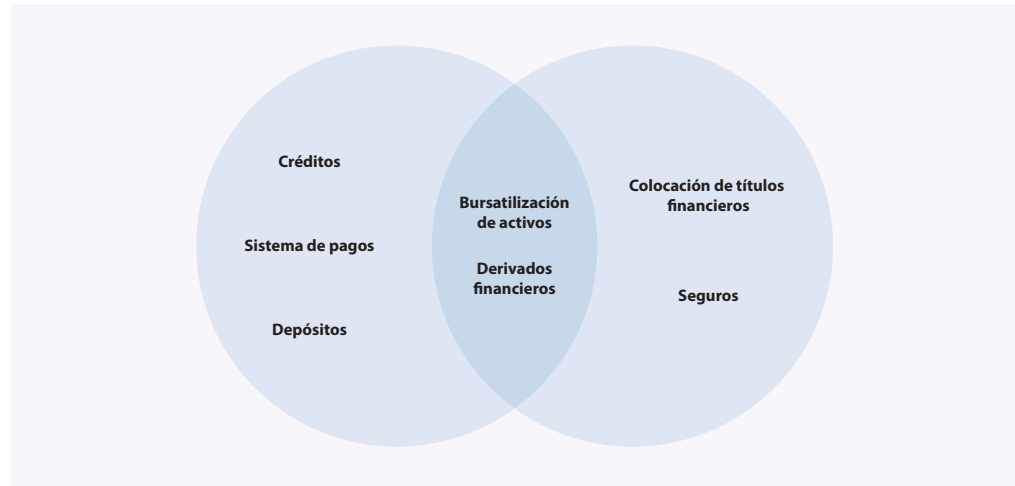 Créditos
Sistema de pagos
Depósitos
Bursatilización
de activos
Derivados
financieros
Colocación de títulos
financieros
Seguros